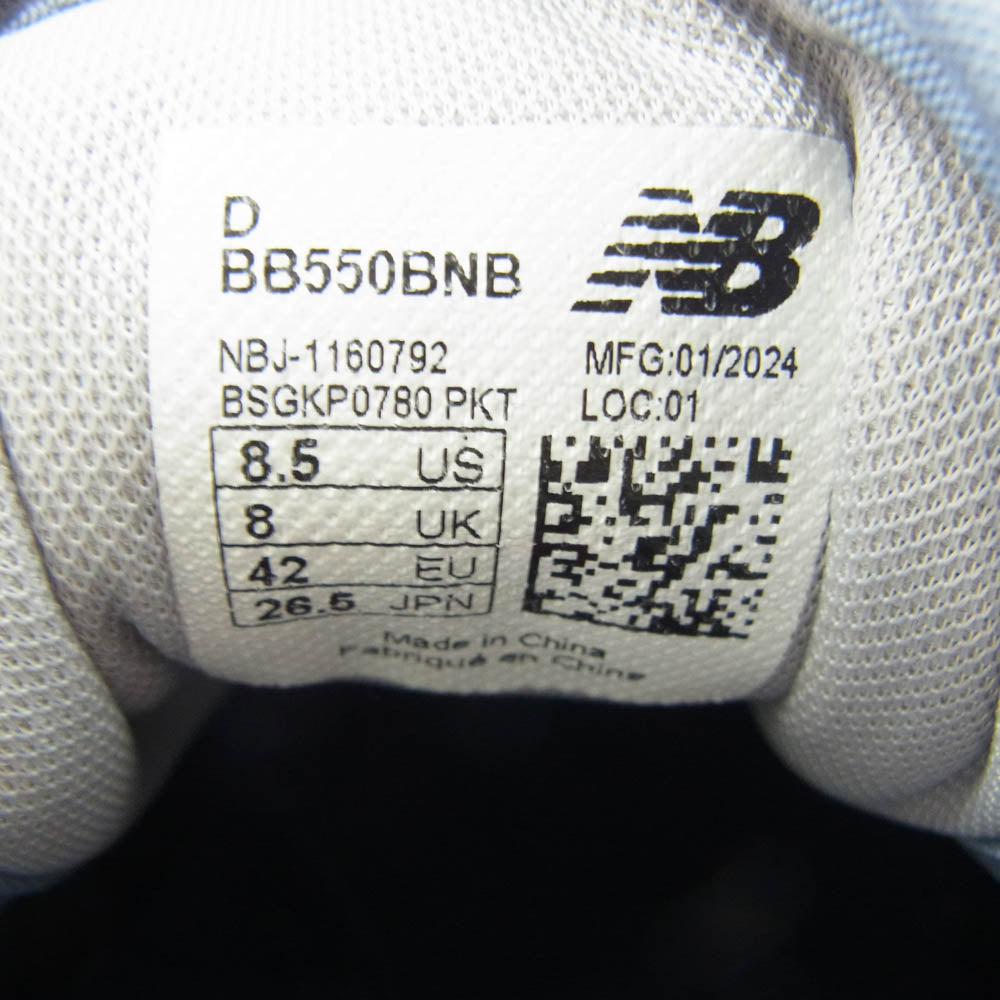 D
BB550BNB
NB
NBJ-1160792
MFG:01/2024
BSGKP0780 PKT
LOC:01
8.5 US
8 UK
42 EU
26.5 JPN
Made in China
Fabriqué en Chine